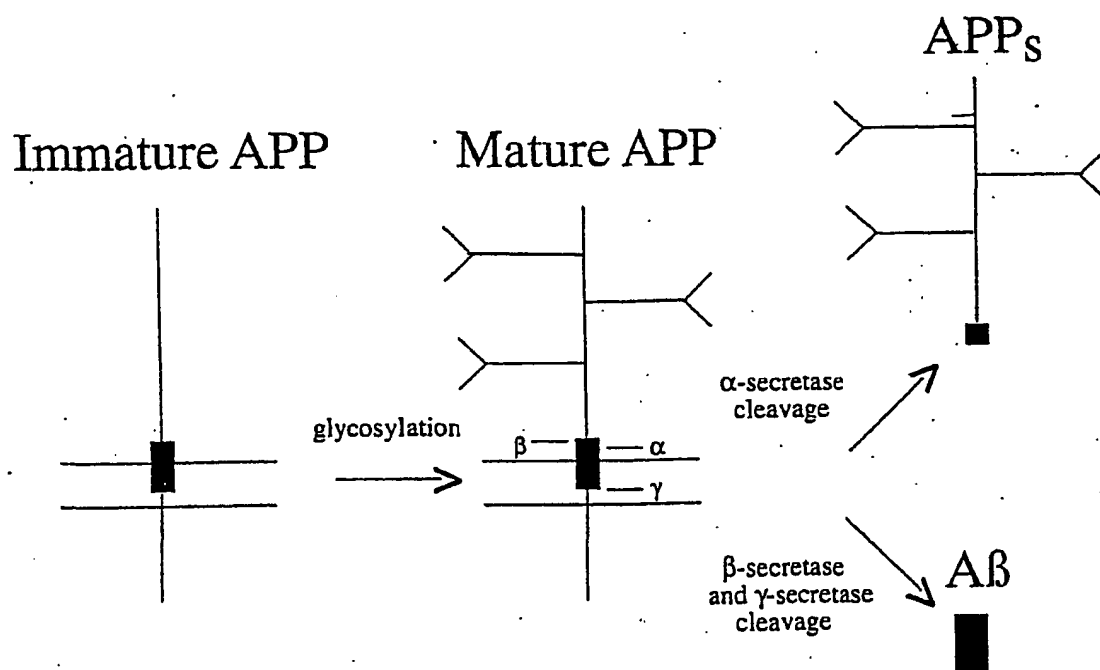 APPs
Immature APP
Mature APP
α-secretase
cleavage
glycosylation
β
α
γ
β-secretase
and γ-secretase
cleavage
Aß